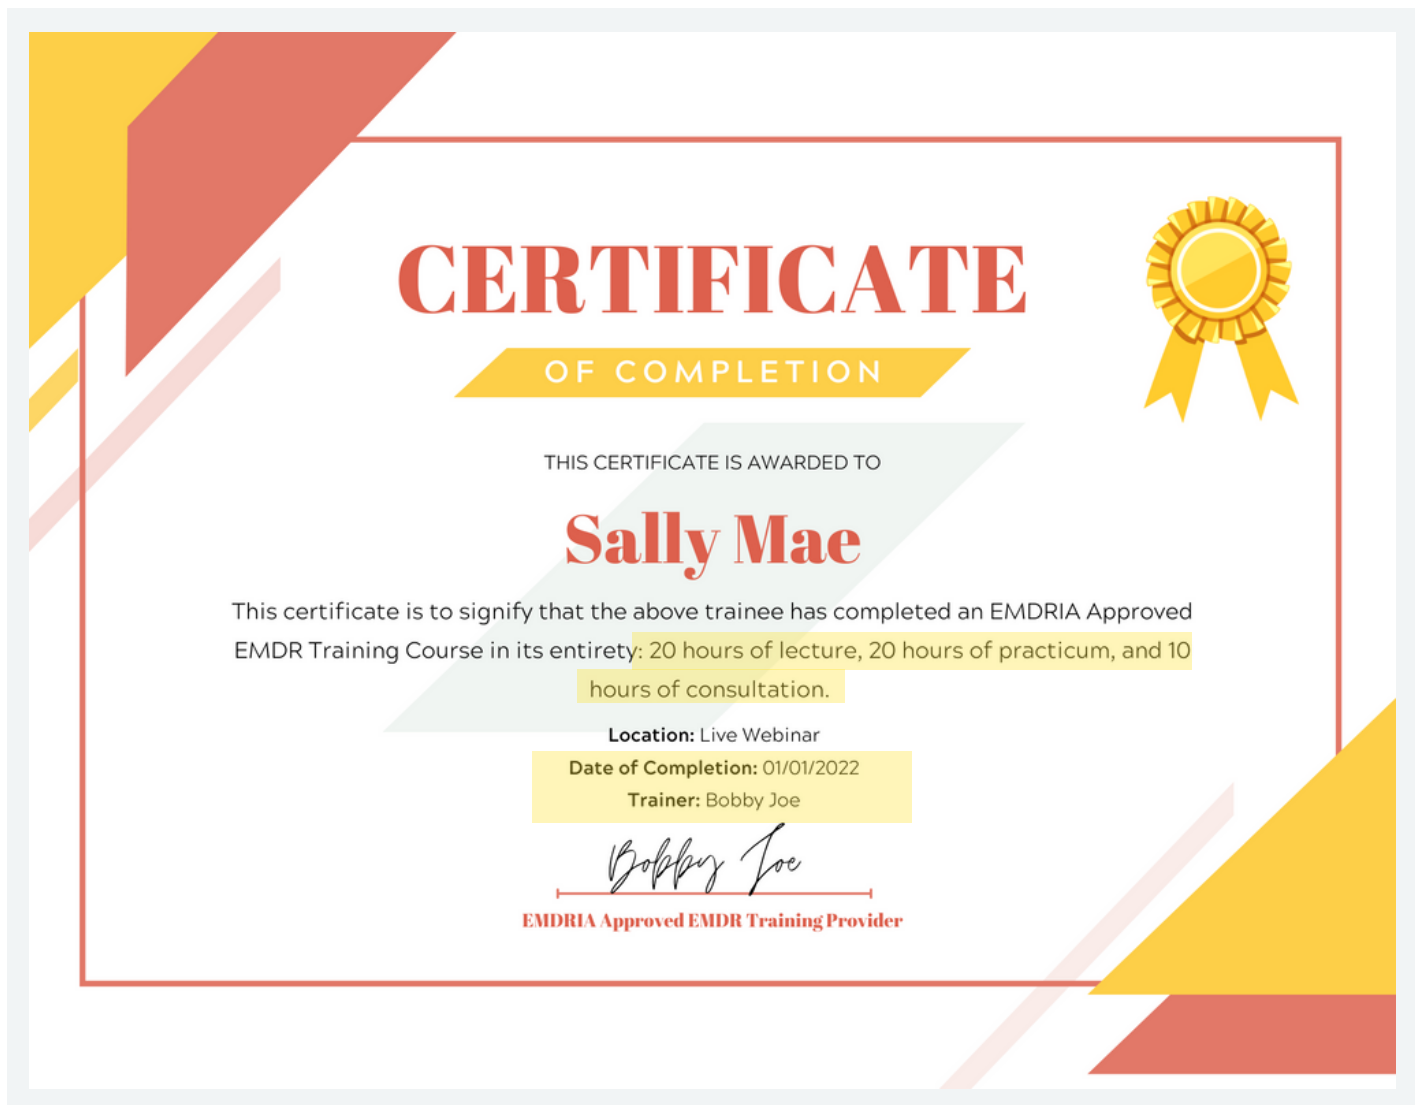 CERTIFICATE
OF COMPLETION
THIS CERTIFICATE IS AWARDED TO
Sally Mae
This certificate is to signify that the above trainee has completed an EMDRIA Approved
EMDR Training Course in its entirety: 20 hours of lecture, 20 hours of practicum, and 10
hours of consultation.
Location: Live Webinar
Date of Completion: 01/01/2022
Trainer: Bobby Joe
Bobby Joe
EMDRIA Approved EMDR Training Provider